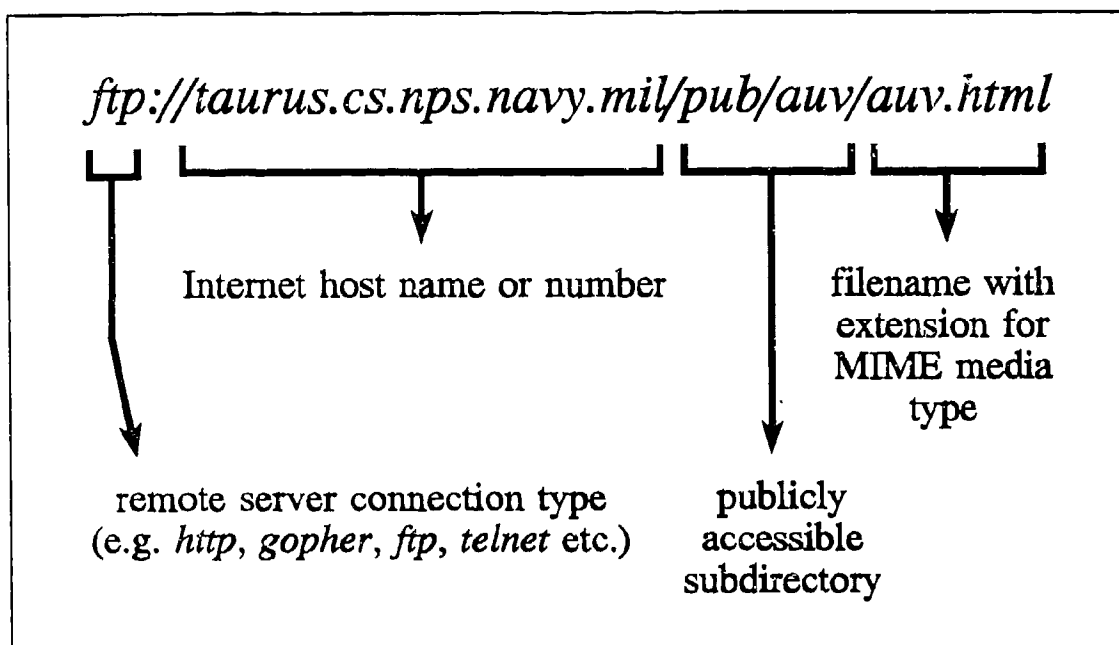 ftp://taurus.cs.nps.navy.mil/pub/auv/auv.html
Internet host name or number
filename with
extension for
MIME media
type
remote server connection type
(e.g. http, gopher, ftp, telnet etc.)
publicly
accessible
subdirectory